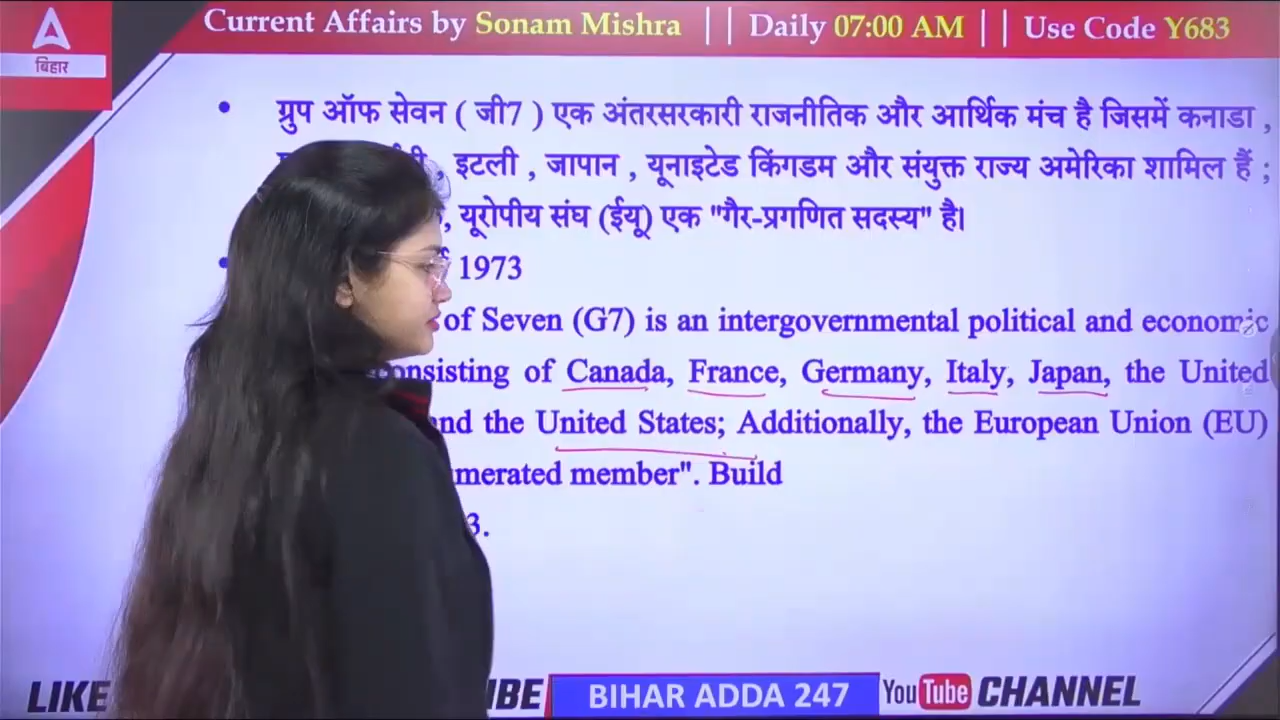 Current Affairs by Sonam Mishra || Daily 07:00 AM || Use Code Y683
बिहार
ग्रुप ऑफ सेवन ( जी7 ) एक अंतरसरकारी राजनीतिक और आर्थिक मंच है जिसमें कनाडा ,
, इटली , जापान , यूनाइटेड किंगडम और संयुक्त राज्य अमेरिका शामिल हैं ;
, यूरोपीय संघ (ईयू) एक "गैर-प्रगणित सदस्य" है।
1973
of Seven (G7) is an intergovernmental political and economic
consisting of Canada, France, Germany, Italy, Japan, the United
and the United States; Additionally, the European Union (EU)
merated member". Build
3.
LIKE
IBE BIHAR ADDA 247 YouTube CHANNEL